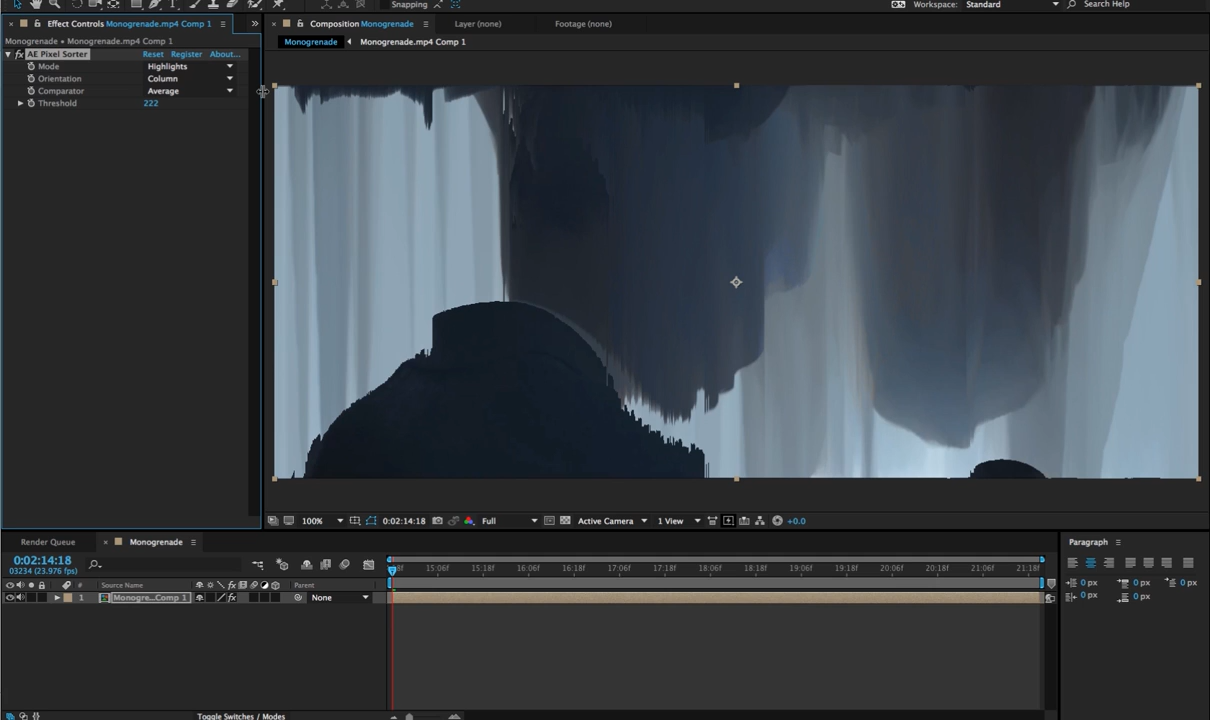 Snapping
Workspace: Standard
Search Help
Effect Controls Monogrenade.mp4 Comp 1
Composition Monogrenade
Layer (none)
Footage (none)
Monogrenade • Monogrenade.mp4 Comp 1
Monogrenade
Monogrenade.mp4 Comp 1
fx AE Pixel Sorter Reset Register About...
Mode Highlights
Orientation Column
Comparator Average
Threshold 222
100% 0:02:14:18 Full Active Camera 1 View +0.0
Render Queue
Monogrenade
Paragraph
0:02:14:18
03234 (23.976 fps)
15:06f 15:18f 16:06f 16:18f 17:06f 17:18f 18:06f 18:18f 19:06f 19:18f 20:06f 20:18f 21:06f 21:18f
# Source Name fx Parent
1 Monogre...Comp 1 fx None
0 px 0 px 0 px
0 px 0 px
Toggle Switches / Modes